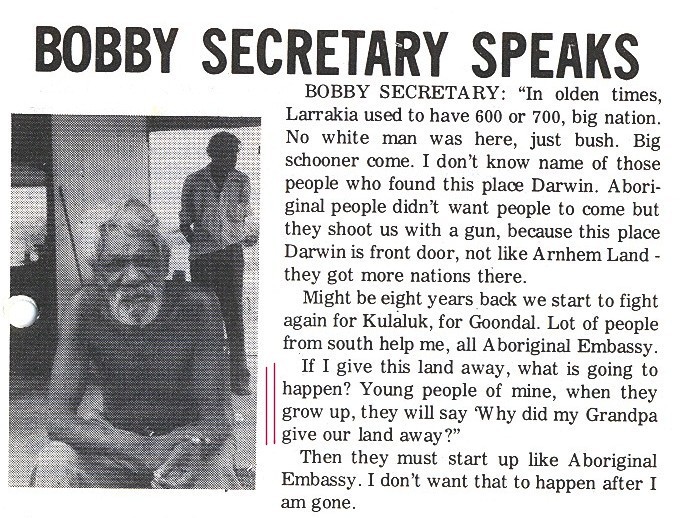 BOBBY SECRETARY SPEAKS
BOBBY SECRETARY: "In olden times,
Larrakia used to have 600 or 700, big nation.
No white man was here, just bush. Big
schooner come. I don't know name of those
people who found this place Darwin. Abori-
ginal people didn't want people to come but
they shoot us with a gun, because this place
Darwin is front door, not like Arnhem Land -
they got more nations there.
Might be eight years back we start to fight
again for Kulaluk, for Goondal. Lot of people
from south help me, all Aboriginal Embassy.
If I give this land away, what is going to
happen? Young people of mine, when they
grow up, they will say 'Why did my Grandpa
give our land away?"
Then they must start up like Aboriginal
Embassy. I don't want that to happen after I
am gone.